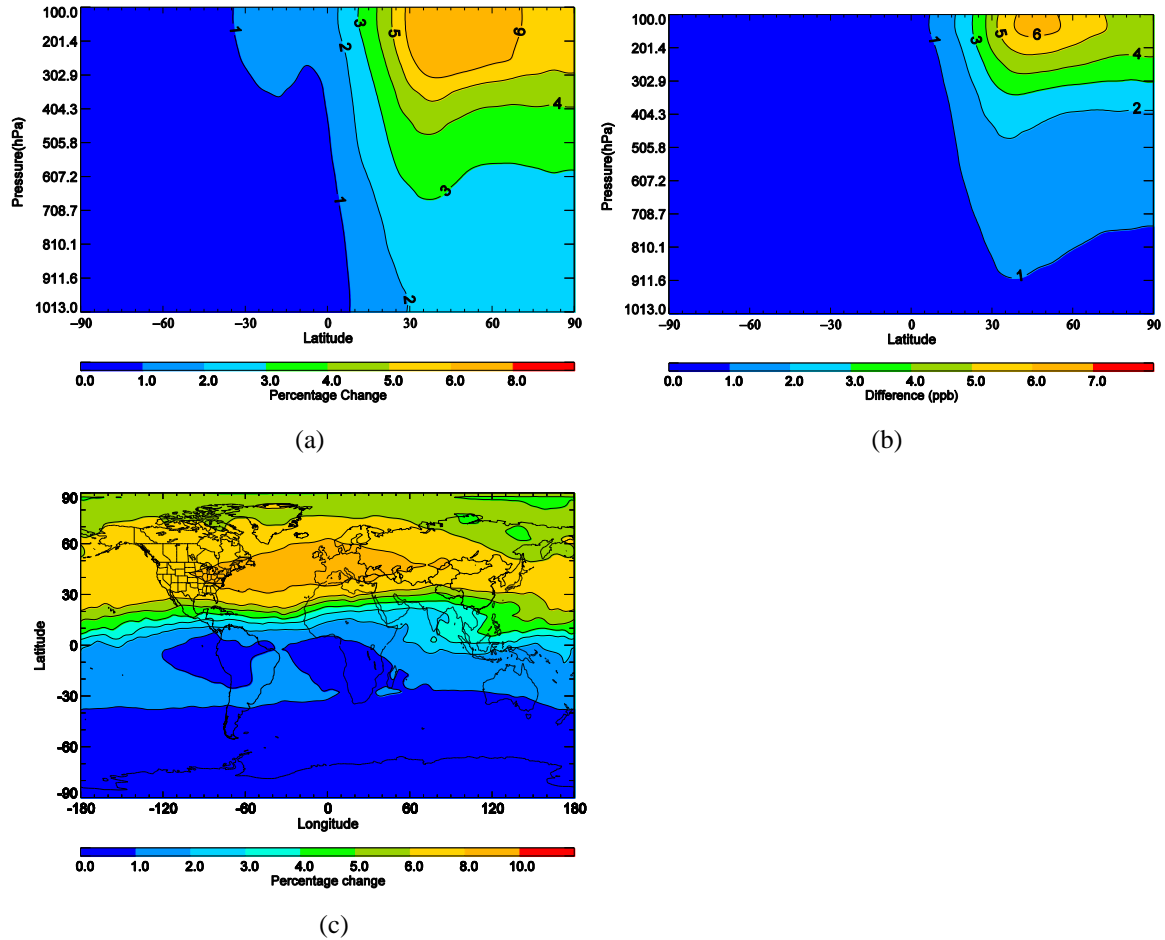 100.0
201.4
302.9
404.3
505.8
607.2
708.7
810.1
911.6
1013.0
Pressure(hPa)
-90 -60 -30 0 30 60 90
Latitude
1 2 3 5 6 4 3 1 2
0.0 1.0 2.0 3.0 4.0 5.0 6.0 8.0
Percentage Change
(a)
100.0
201.4
302.9
404.3
505.8
607.2
708.7
810.1
911.6
1013.0
Pressure(hPa)
-90 -60 -30 0 30 60 90
Latitude
1 3 5 6 4 2 1
0.0 1.0 2.0 3.0 4.0 5.0 6.0 7.0
Difference (ppb)
(b)
90
60
30
0
-30
-60
-90
Latitude
-180 -120 -60 0 60 120 180
Longitude
0.0 1.0 2.0 3.0 4.0 5.0 6.0 8.0 10.0
Percentage change
(c)